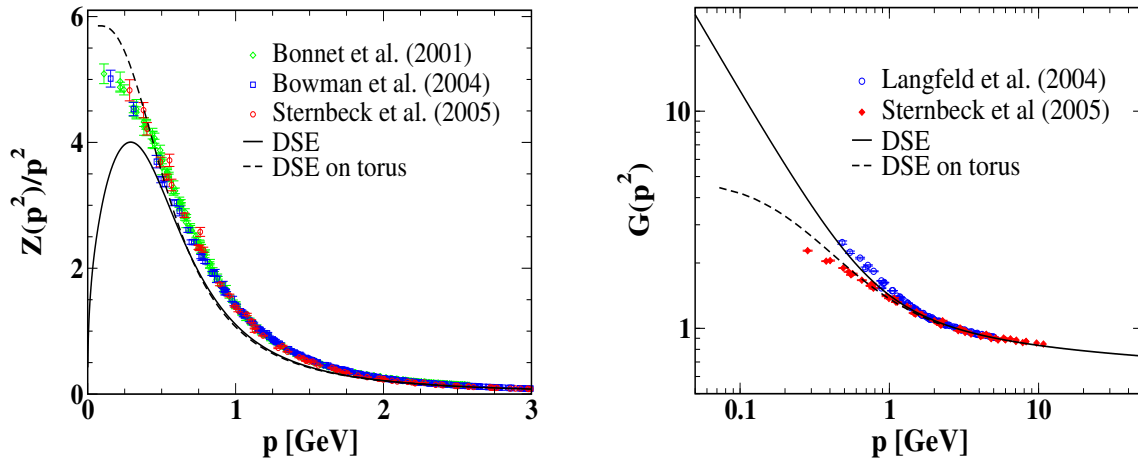 6
4
2
0
Z(p²)/p²
0
1
2
3
p [GeV]
Bonnet et al. (2001)
Bowman et al. (2004)
Sternbeck et al. (2005)
DSE
DSE on torus
10
1
G(p²)
0.1
1
10
p [GeV]
Langfeld et al. (2004)
Sternbeck et al (2005)
DSE
DSE on torus